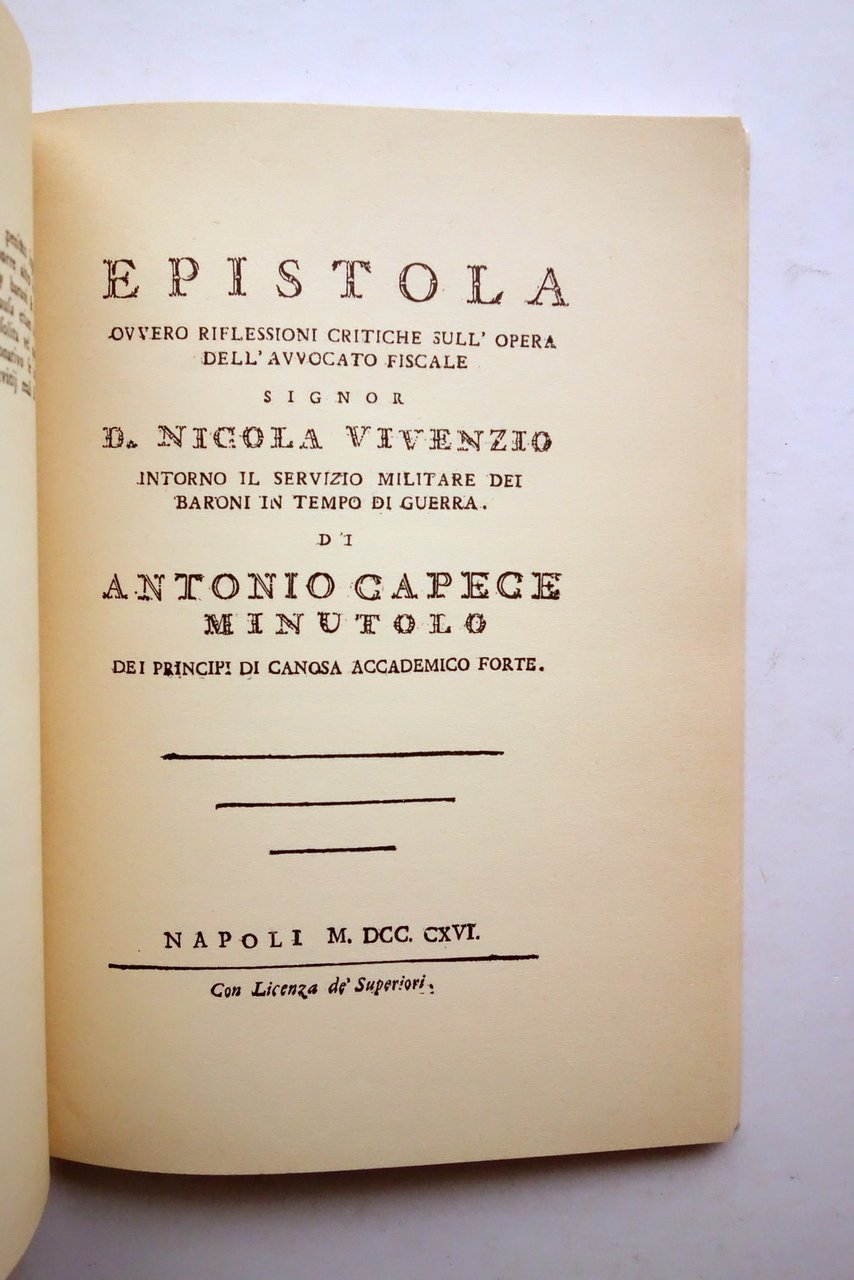 EPISTOLA
OVVERO RIFLESSIONI CRITICHE SULL' OPERA
DELL' AVVOCATO FISCALE
SIGNOR
D. NICOLA VIVENZIO
INTORNO IL SERVIZIO MILITARE DEI
BARONI IN TEMPO DI GUERRA.
DI
ANTONIO CAPECE
MINUTOLO
DEI PRINCIPI DI CANOSA ACCADEMICO FORTE.
NAPOLI M. DCC. CXVI.
Con Licenza de' Superiori.